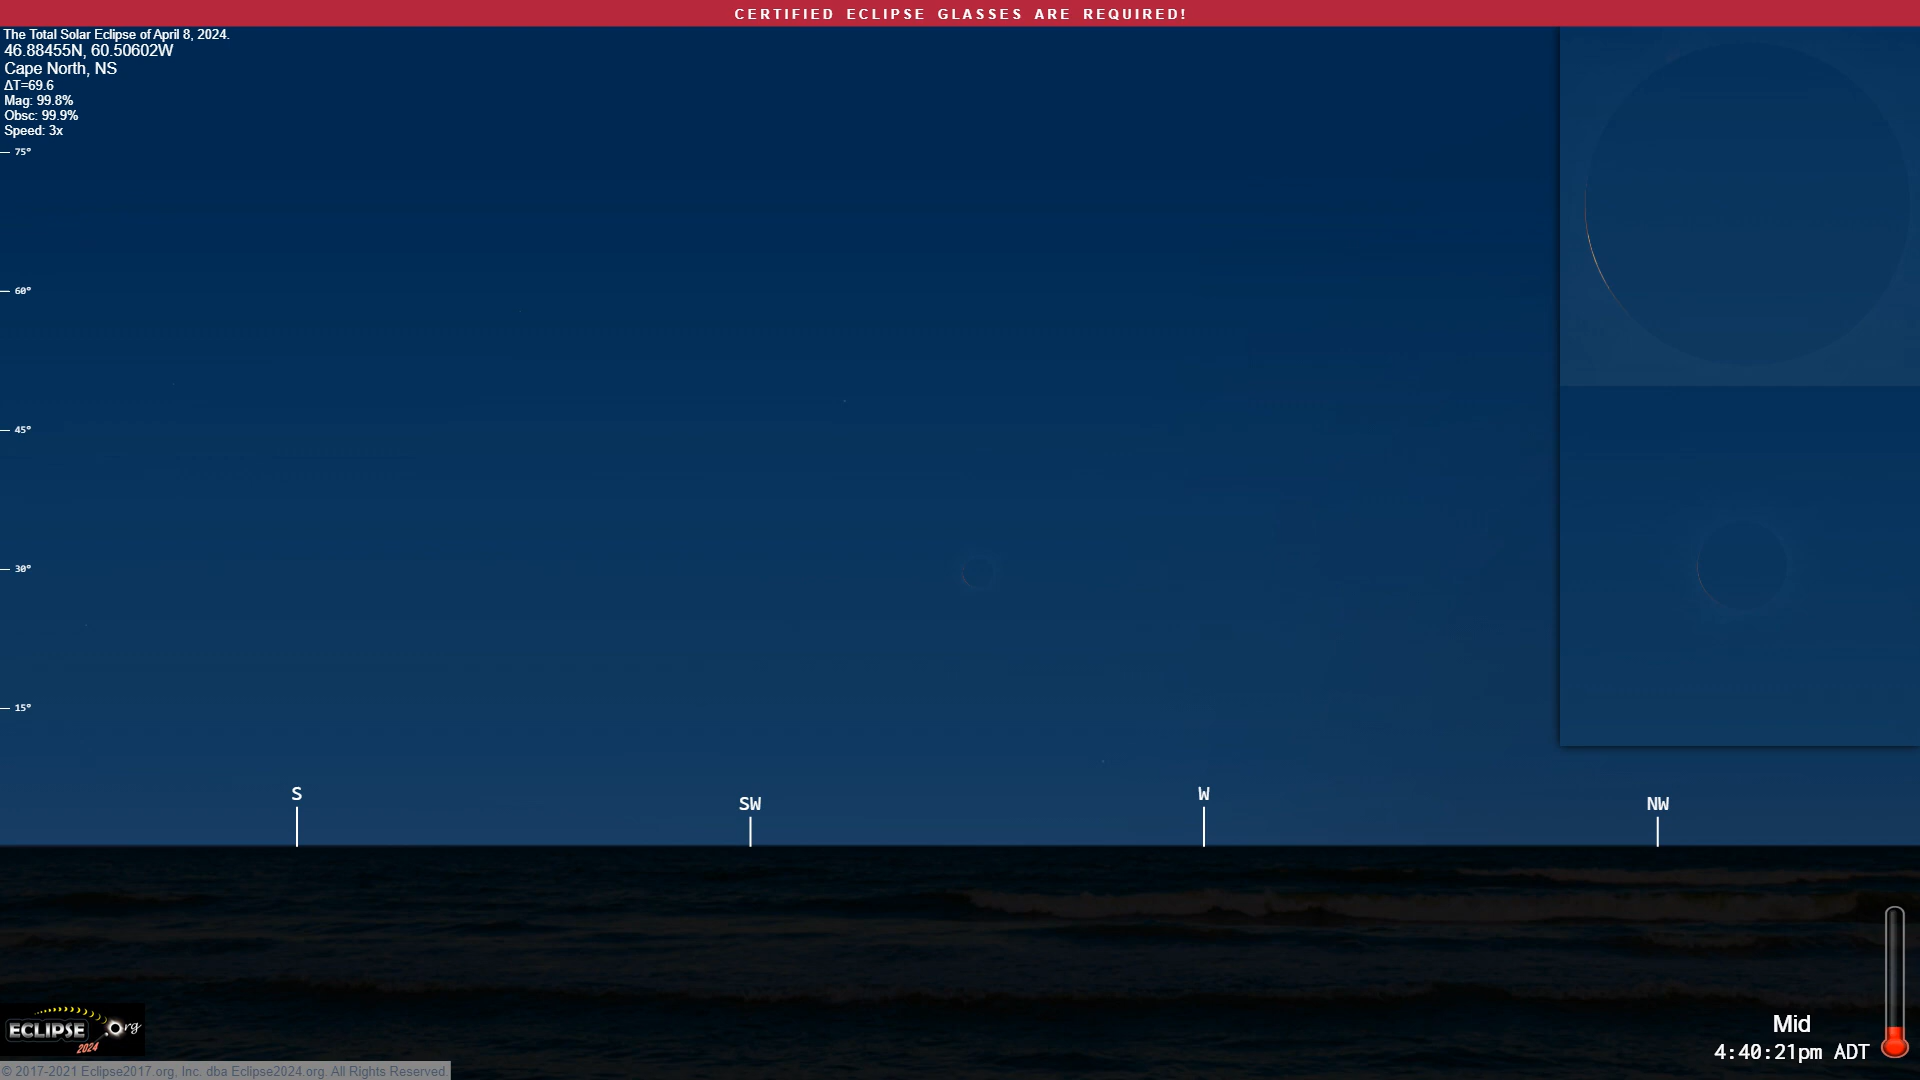 CERTIFIED ECLIPSE GLASSES ARE REQUIRED!
The Total Solar Eclipse of April 8, 2024.
46.88455N, 60.50602W
Cape North, NS
ΔT=69.6
Mag: 99.8%
Obsc: 99.9%
Speed: 3x
75°
60°
45°
30°
15°
S
SW
W
NW
Mid
4:40:21pm ADT
ECLIPSE.Org
2024
© 2017-2021 Eclipse2017.org, Inc. dba Eclipse2024.org. All Rights Reserved.